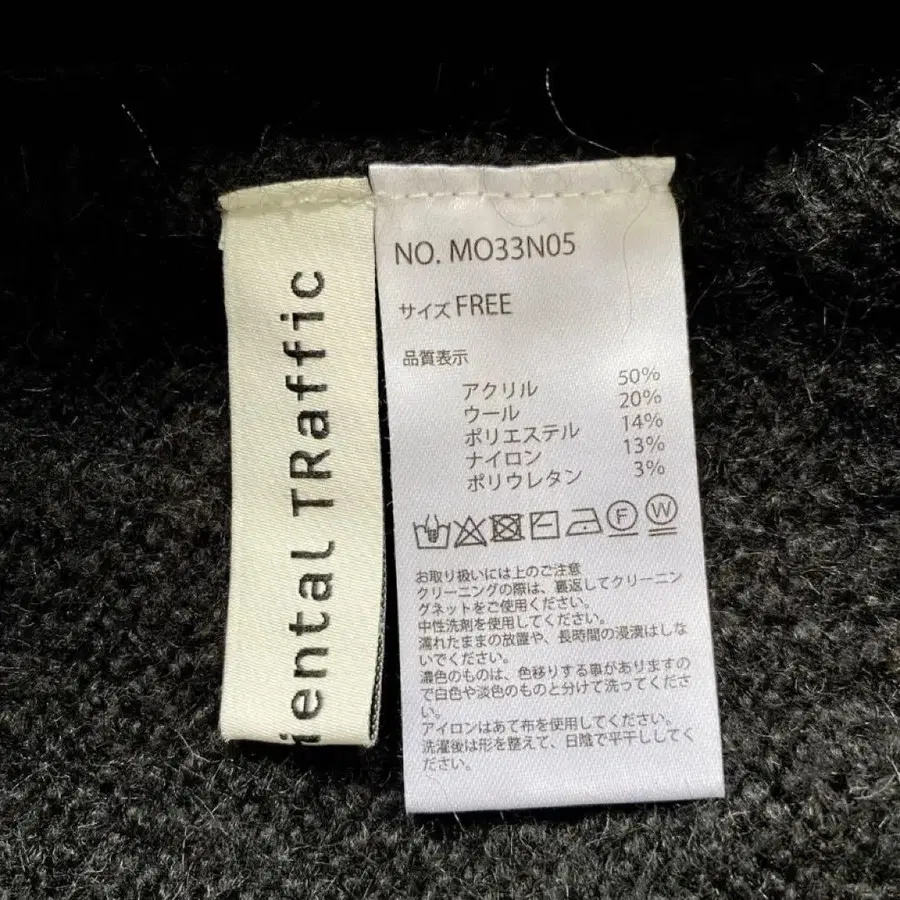 iental TRaffic
NO. MO33N05
サイズ FREE
品質表示
アクリル 50%
ウール 20%
ポリエステル 14%
ナイロン 13%
ポリウレタン 3%
F W
お取り扱いには上のご注意
クリーニングの際は、裏返してクリーニン
グネットをご使用ください。
中性洗剤を使用してください。
濡れたままの放置や、長時間の浸漬はしな
いでください。
濃色のものは、色移りする事がありますの
で白色や淡色のものと分けて洗ってくださ
い。
アイロンはあて布を使用してください。
洗濯後は形を整えて、日陰で平干ししてく
ださい。